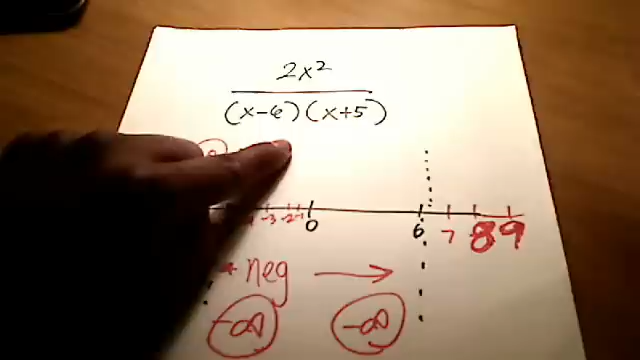 2x²
(x-6)(x+5)
-3 -2 -1 0 6 7 8 9
neg →
-∞ -∞